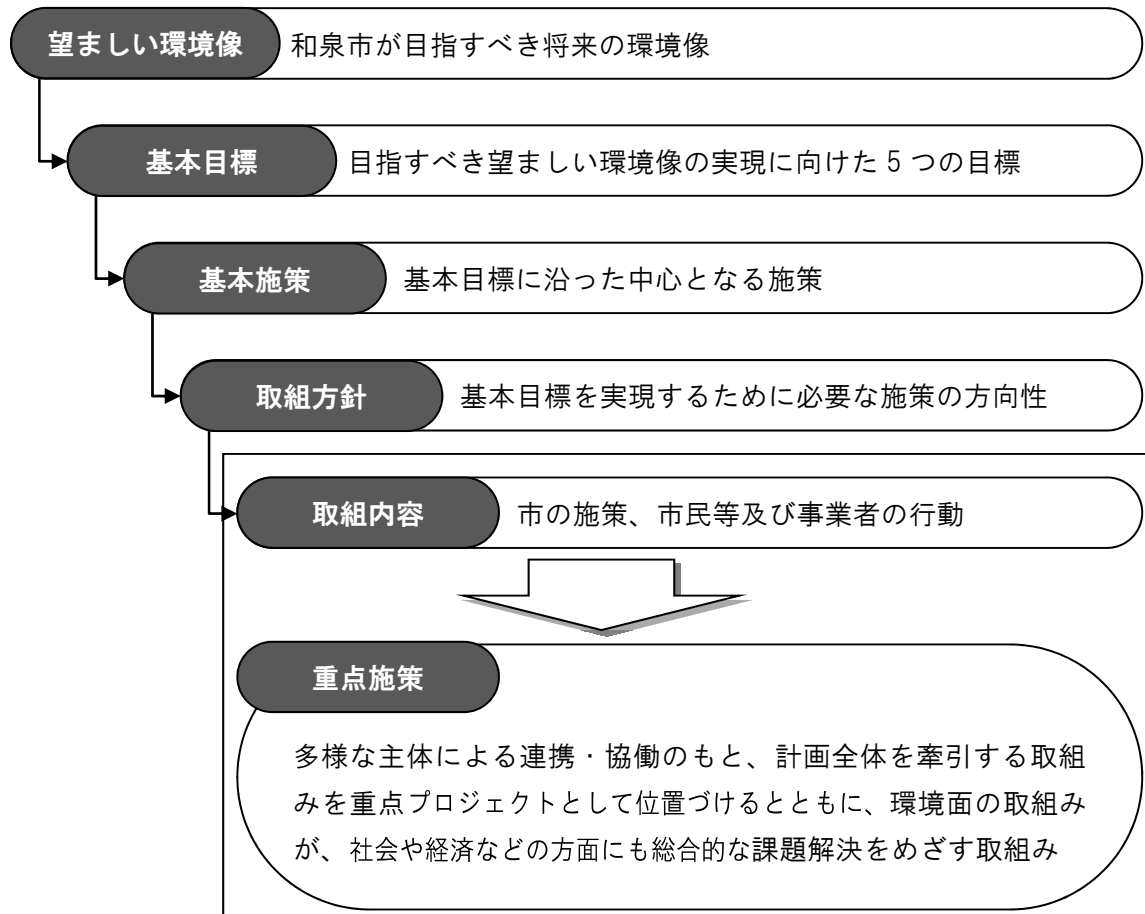 望ましい環境像 和泉市が目指すべき将来の環境像
基本目標 目指すべき望ましい環境像の実現に向けた 5 つの目標
基本施策 基本目標に沿った中心となる施策
取組方針 基本目標を実現するために必要な施策の方向性
取組内容 市の施策、市民等及び事業者の行動
重点施策
多様な主体による連携・協働のもと、計画全体を牽引する取組
みを重点プロジェクトとして位置づけるとともに、環境面の取組み
が、社会や経済などの方面にも総合的な課題解決をめざす取組み